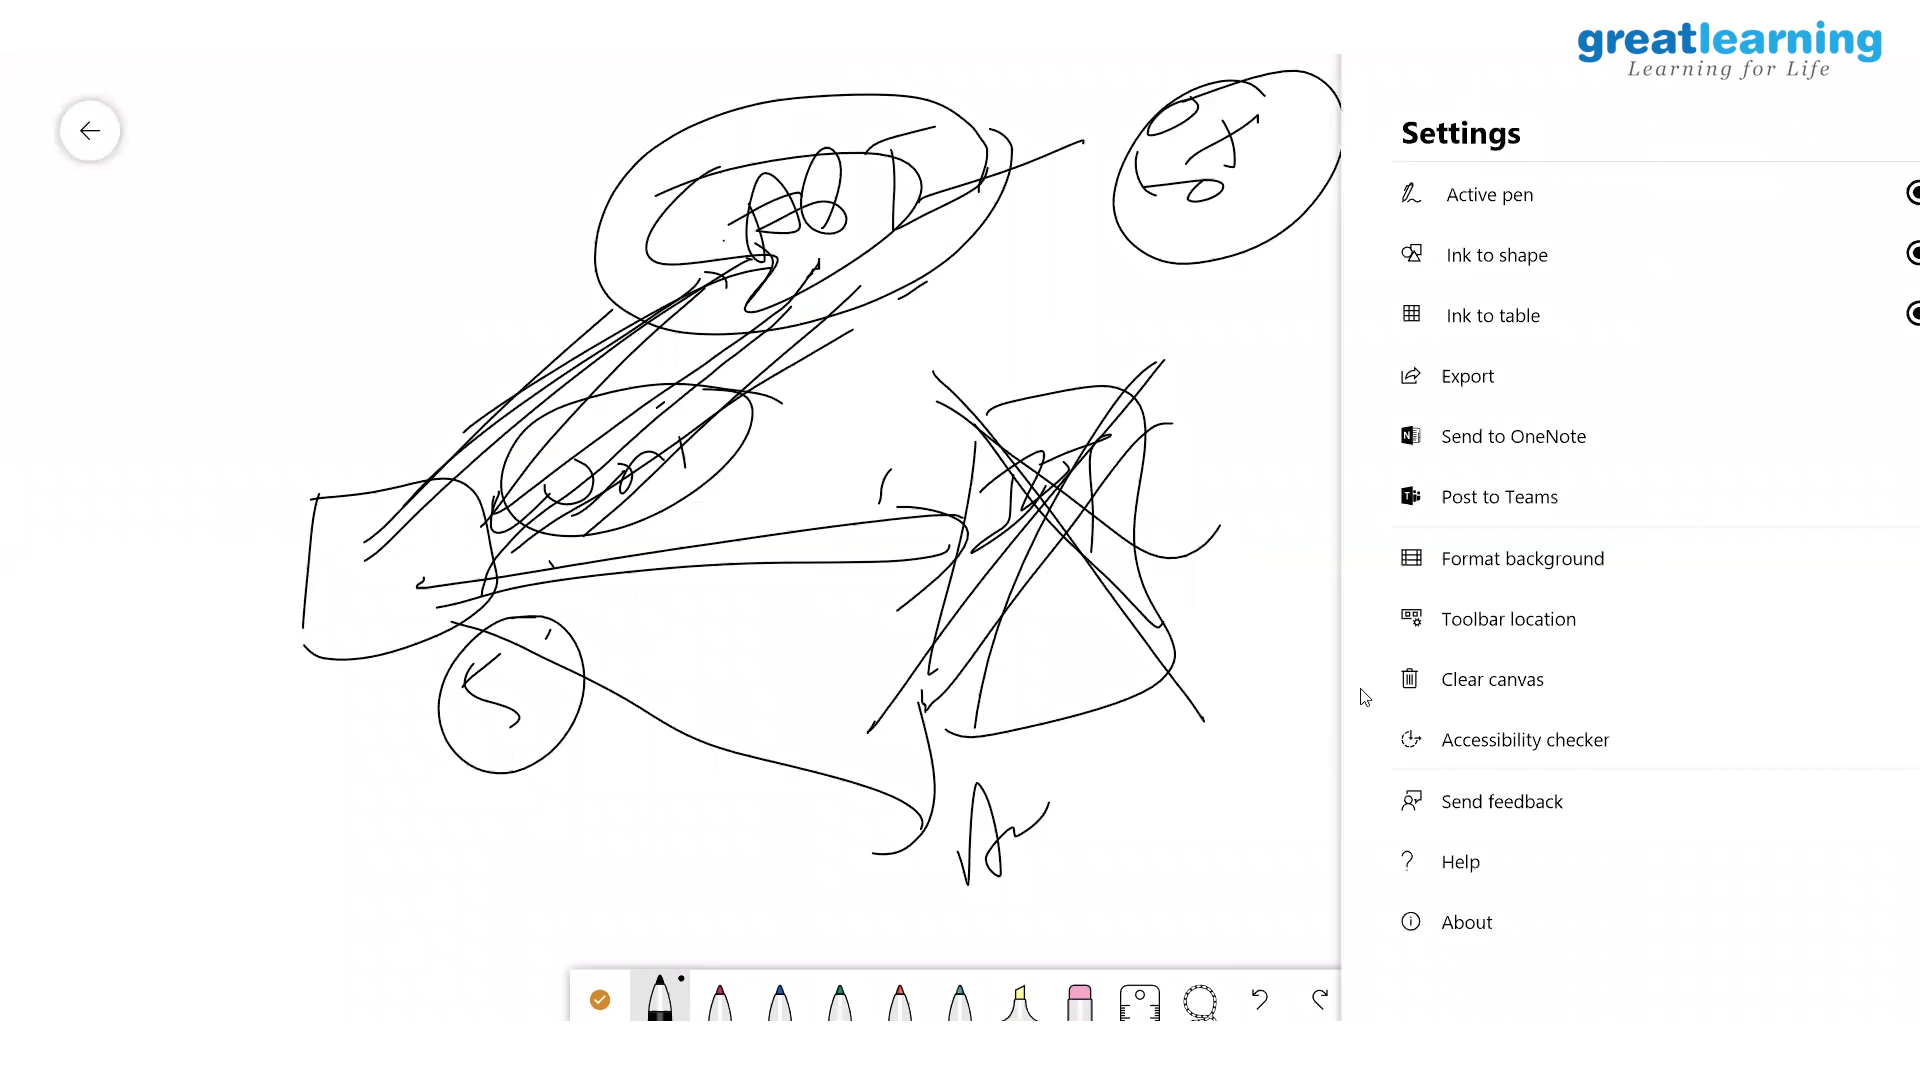 greatlearning
Learning for Life
Settings
Active pen
Ink to shape
Ink to table
Export
Send to OneNote
Post to Teams
Format background
Toolbar location
Clear canvas
Accessibility checker
Send feedback
Help
About